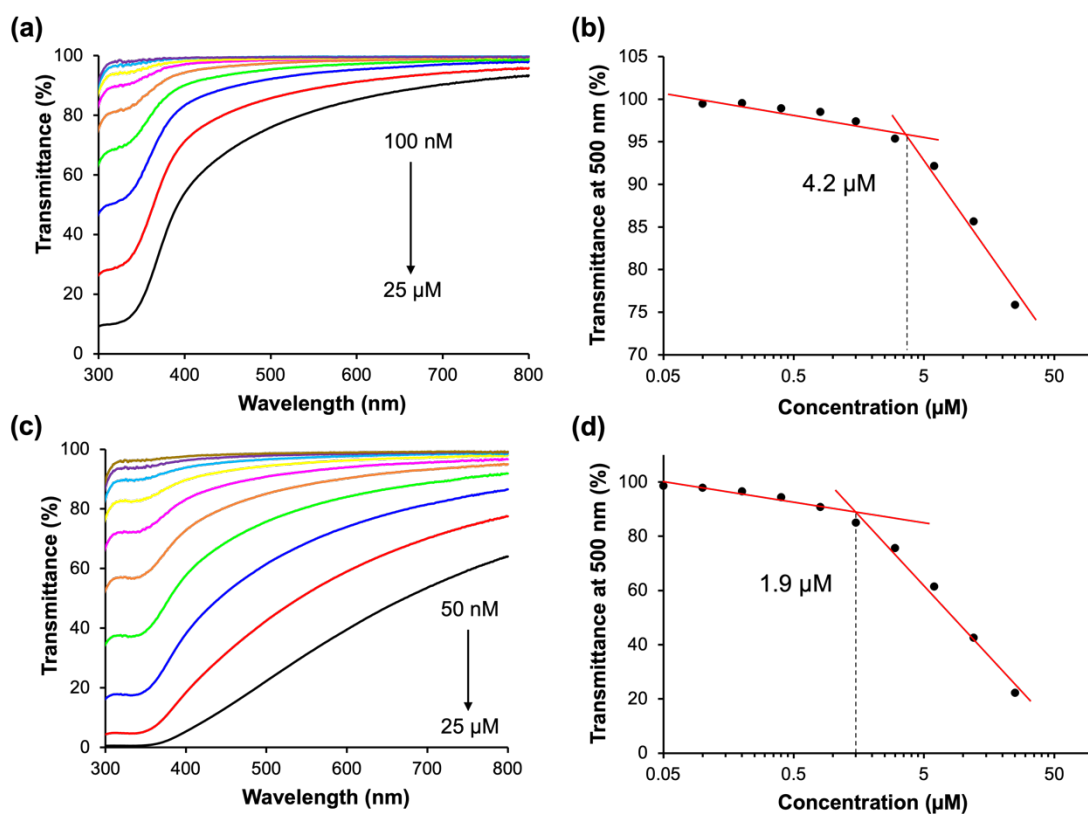 (a)
Transmittance (%)
100
80
60
40
20
0
100 nM
25 µM
300 400 500 600 700 800
Wavelength (nm)
(b)
Transmittance at 500 nm (%)
105
100
95
90
85
80
75
70
4.2 µM
0.05 0.5 5 50
Concentration (µM)
(c)
Transmittance (%)
100
80
60
40
20
0
50 nM
25 µM
300 400 500 600 700 800
Wavelength (nm)
(d)
Transmittance at 500 nm (%)
100
80
60
40
20
0
1.9 µM
0.05 0.5 5 50
Concentration (µM)